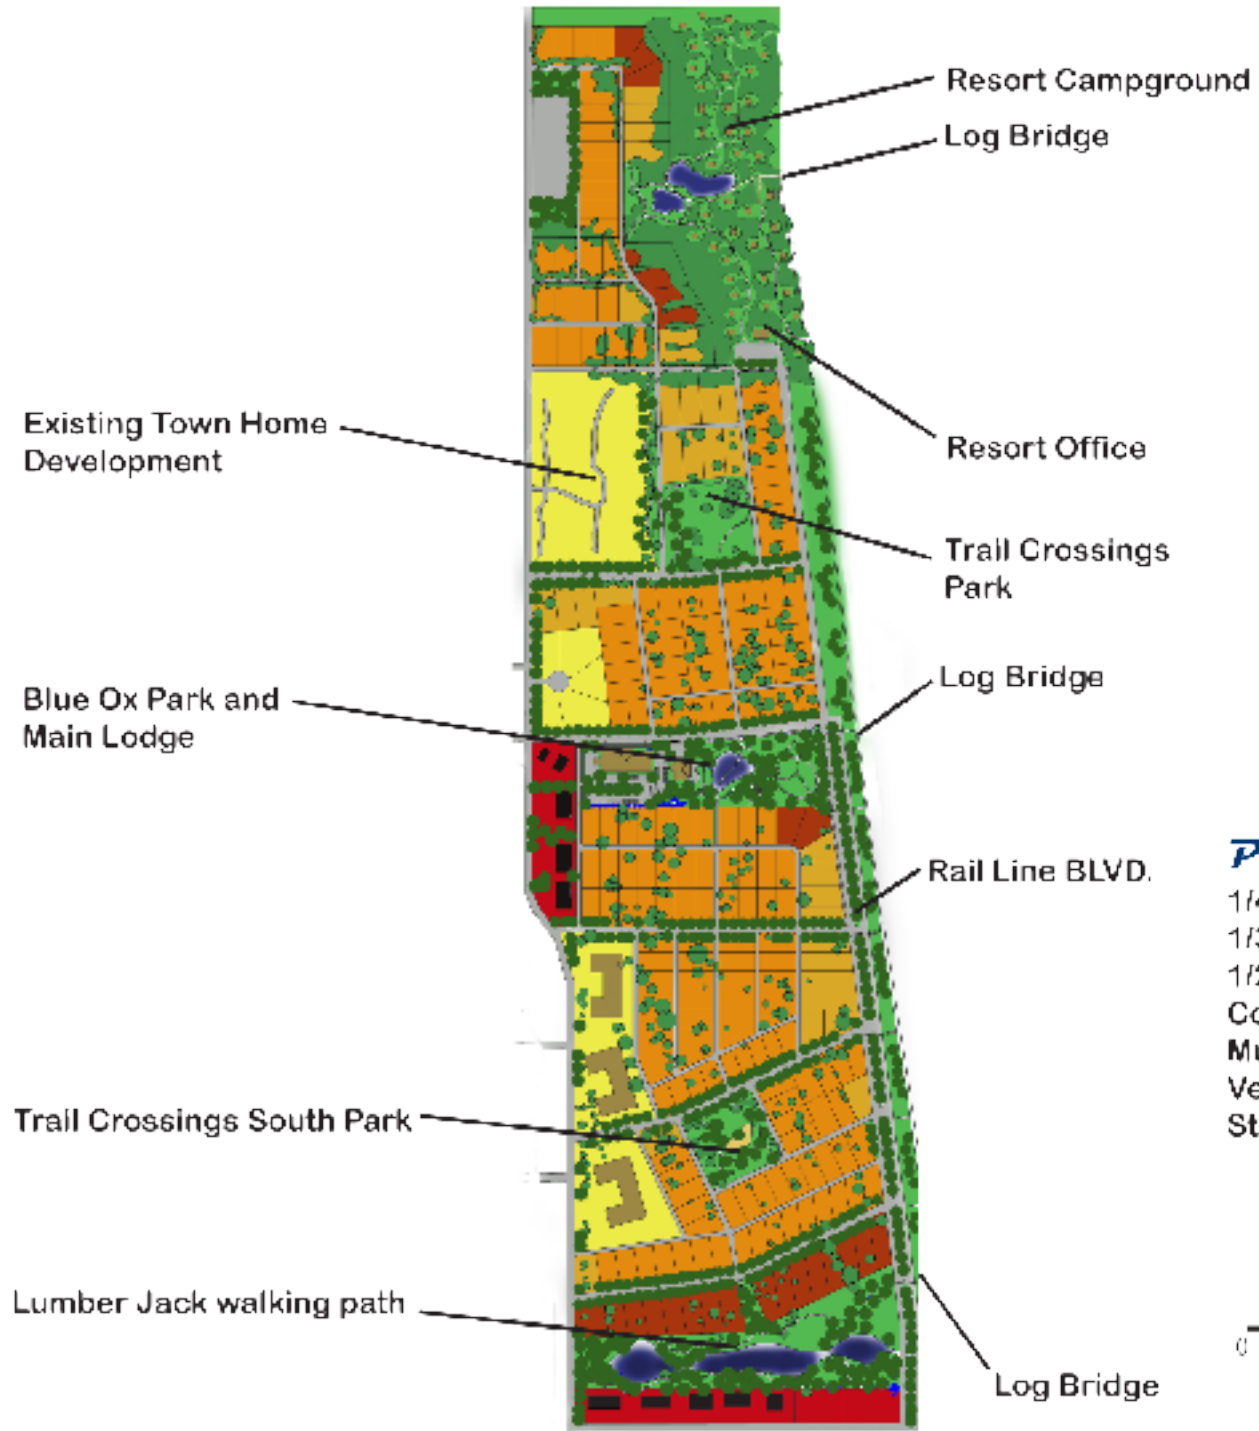 Resort Campground
Log Bridge
Existing Town Home
Development
Resort Office
Trail Crossings
Park
Log Bridge
Blue Ox Park and
Main Lodge
Rail Line BLVD.
Trail Crossings South Park
Lumber Jack walking path
Log Bridge
0